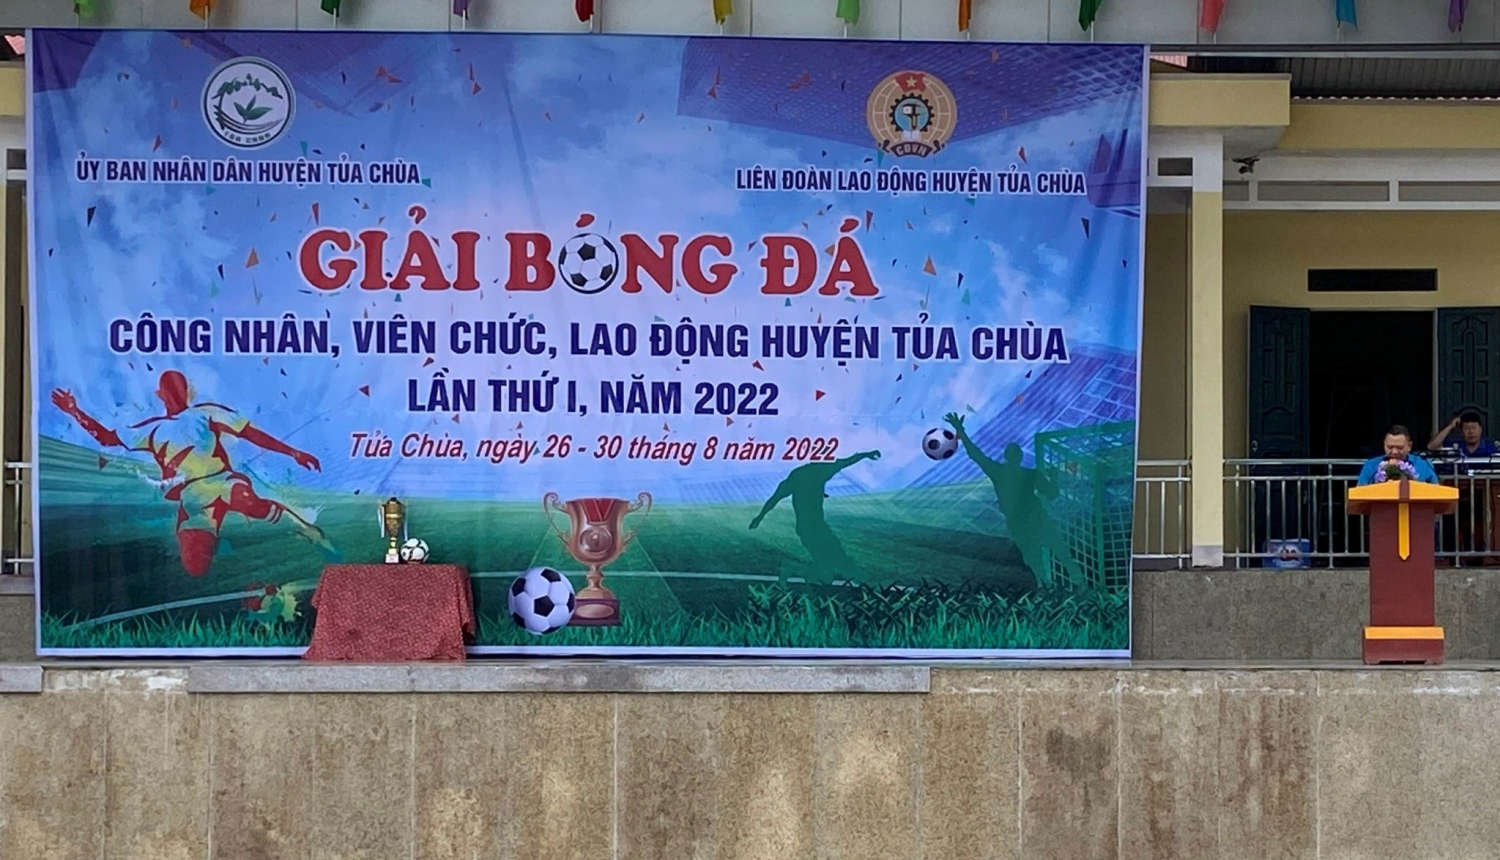 ỦY BAN NHÂN DÂN HUYỆN TỦA CHÙA
CĐVN
LIÊN ĐOÀN LAO ĐỘNG HUYỆN TỦA CHÙA
GIẢI BÓNG ĐÁ
CÔNG NHÂN, VIÊN CHỨC, LAO ĐỘNG HUYỆN TỦA CHÙA
LẦN THỨ I, NĂM 2022
Tủa Chùa, ngày 26 - 30 tháng 8 năm 2022